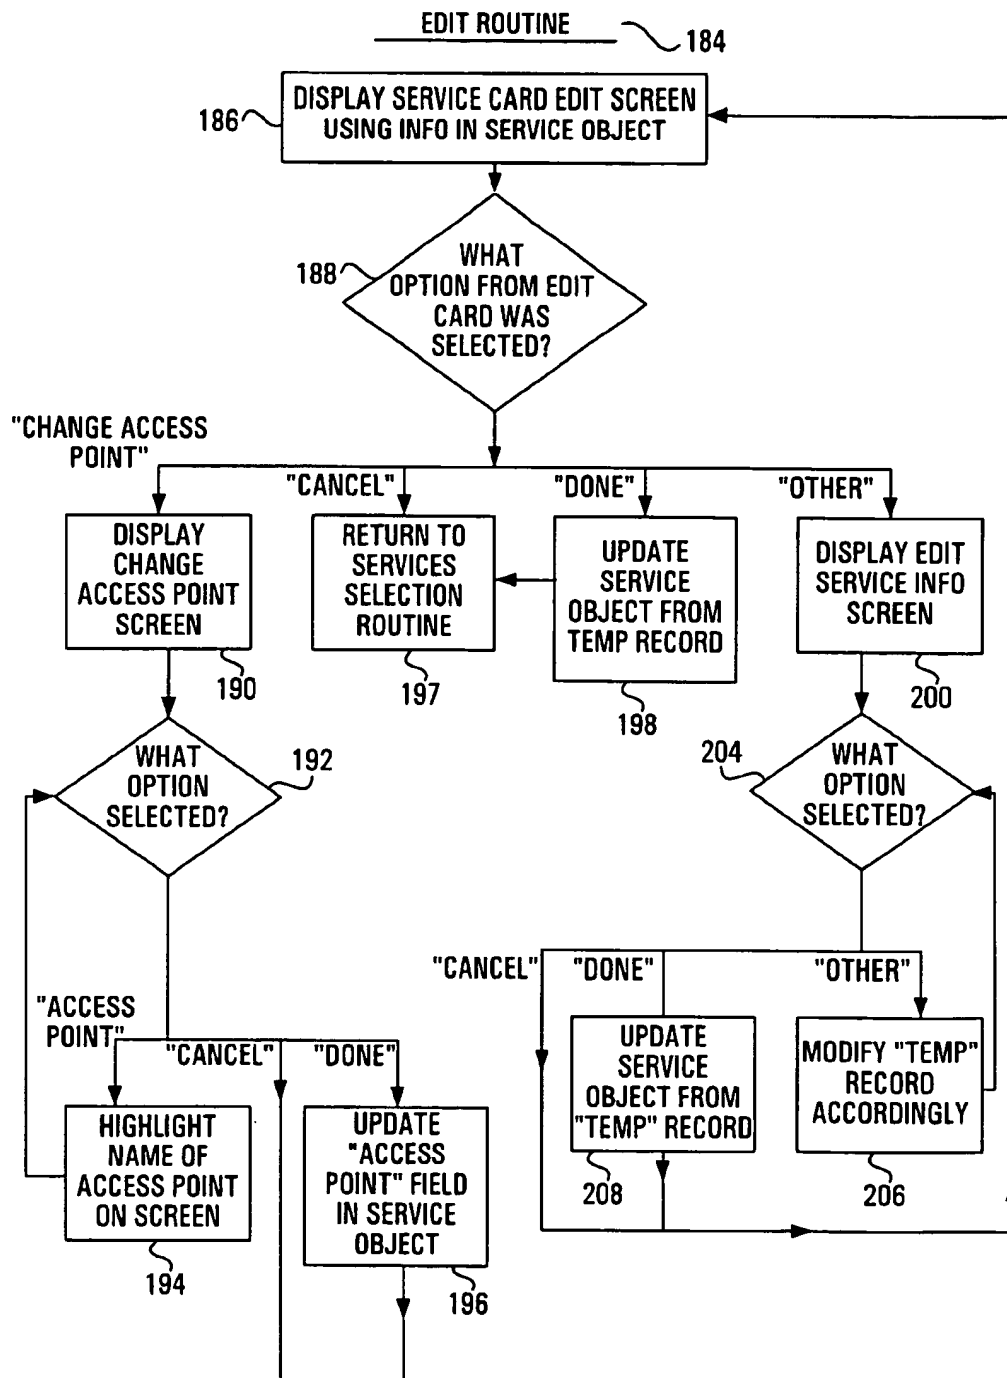 EDIT ROUTINE
184
DISPLAY SERVICE CARD EDIT SCREEN
USING INFO IN SERVICE OBJECT
186
WHAT
OPTION FROM EDIT
CARD WAS
SELECTED?
188
"CHANGE ACCESS
POINT"
"CANCEL"
"DONE"
"OTHER"
DISPLAY
CHANGE
ACCESS POINT
SCREEN
190
RETURN TO
SERVICES
SELECTION
ROUTINE
197
UPDATE
SERVICE
OBJECT FROM
TEMP RECORD
198
DISPLAY EDIT
SERVICE INFO
SCREEN
200
WHAT
OPTION
SELECTED?
192
204
WHAT
OPTION
SELECTED?
"ACCESS
POINT"
"CANCEL"
"DONE"
"CANCEL"
"DONE"
"OTHER"
HIGHLIGHT
NAME OF
ACCESS POINT
ON SCREEN
194
UPDATE
"ACCESS
POINT" FIELD
IN SERVICE
OBJECT
196
UPDATE
SERVICE
OBJECT FROM
"TEMP" RECORD
208
MODIFY "TEMP"
RECORD
ACCORDINGLY
206